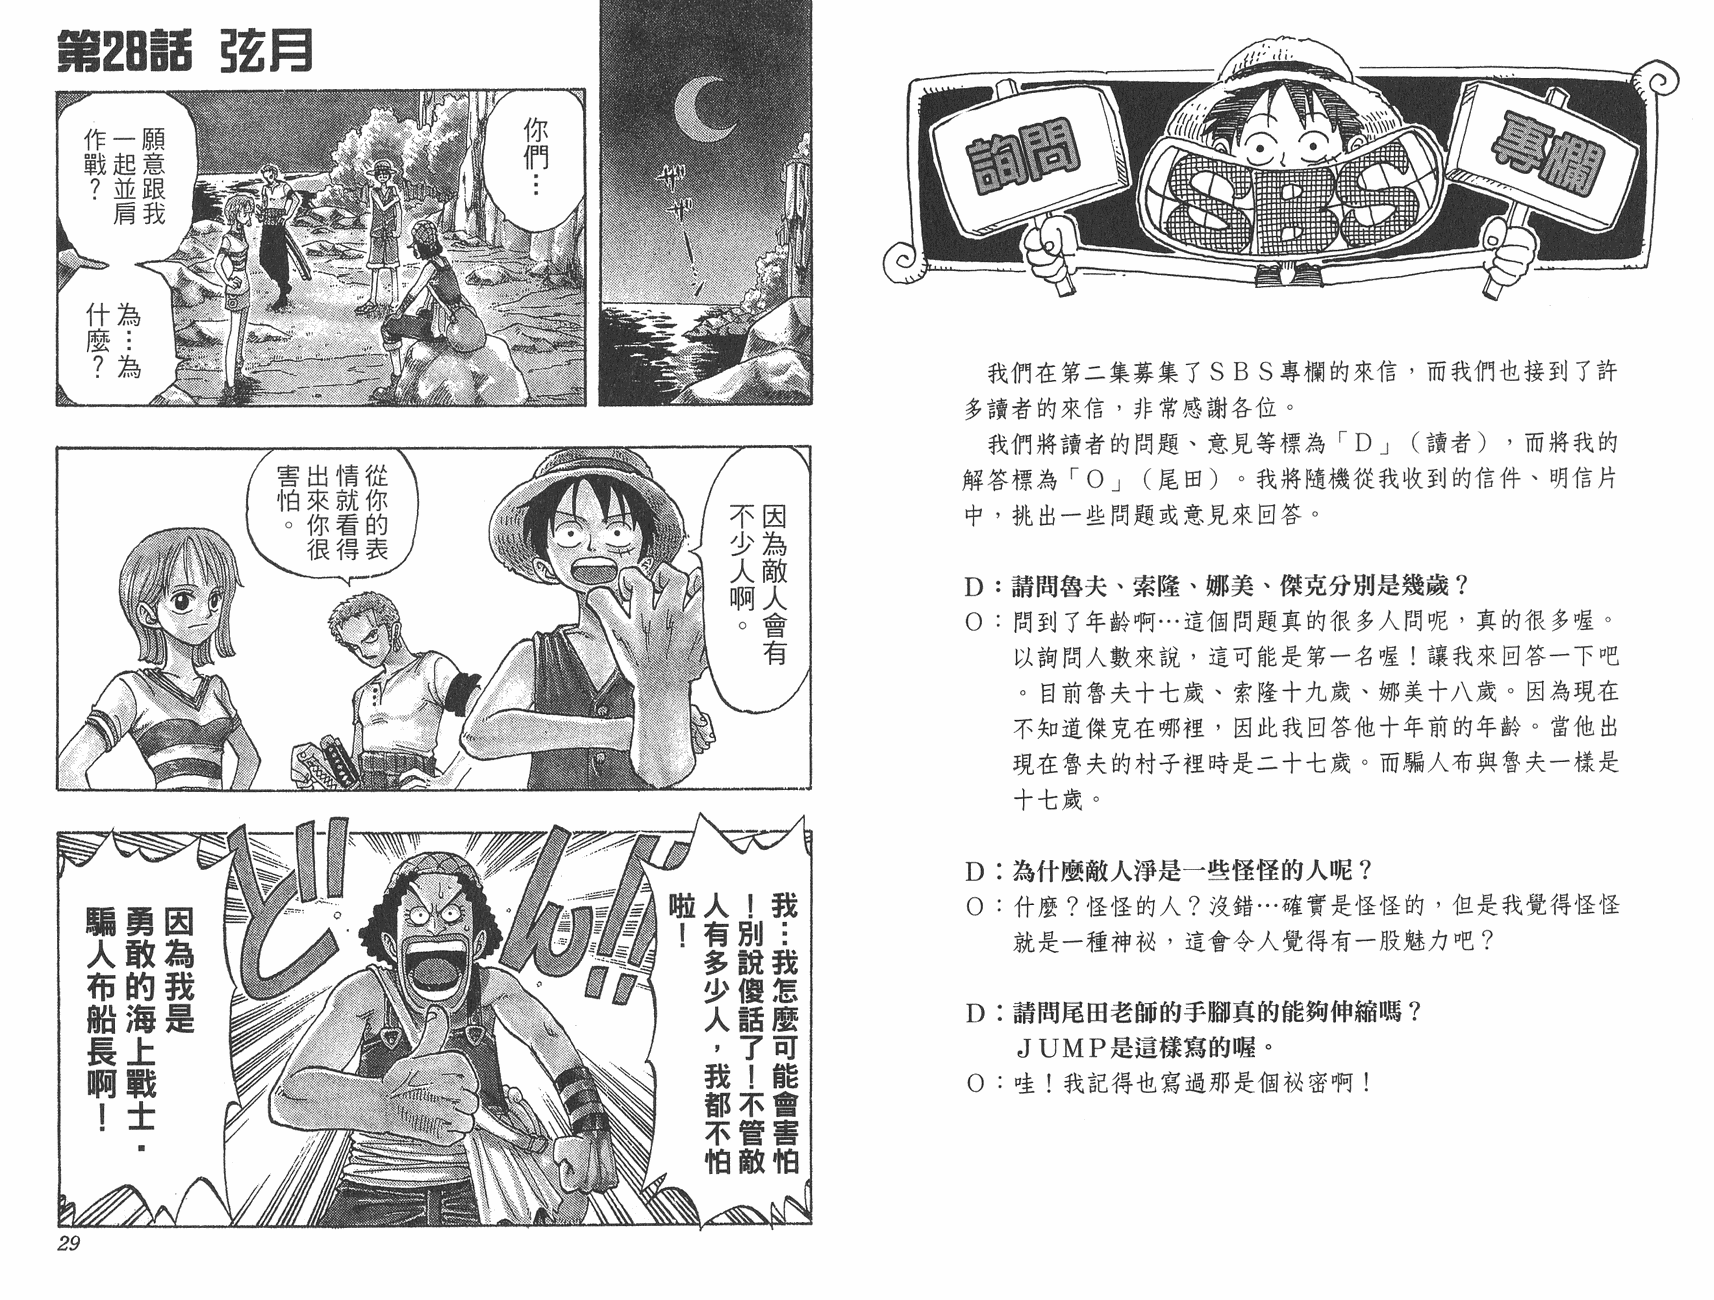 詢問
SBS
專欄
我們在第二集募集了ＳＢＳ專欄的來信，而我們也接到了許
多讀者的來信，非常感謝各位。
我們將讀者的問題、意見等標為「Ｄ」（讀者），而將我的
解答標為「Ｏ」（尾田）。我將隨機從我收到的信件、明信片
中，挑出一些問題或意見來回答。
Ｄ：請問魯夫、索隆、娜美、傑克分別是幾歲？
Ｏ：問到了年齡啊…這個問題真的很多人問呢，真的很多喔。
以詢問人數來說，這可能是第一名喔！讓我來回答一下吧
。目前魯夫十七歲、索隆十九歲、娜美十八歲。因為現在
不知道傑克在哪裡，因此我回答他十年前的年齡。當他出
現在魯夫的村子裡時是二十七歲。而騙人布與魯夫一樣是
十七歲。
Ｄ：為什麼敵人淨是一些怪怪的人呢？
Ｏ：什麼？怪怪的人？沒錯…確實是怪怪的，但是我覺得怪怪
就是一種神祕，這會令人覺得有一股魅力吧？
Ｄ：請問尾田老師的手腳真的能夠伸縮嗎？
ＪＵＭＰ是這樣寫的喔。
Ｏ：哇！我記得也寫過那是個祕密啊！
第28話 弦月
ザザ…
你們…
願意跟我
一起並肩
作戰？
為…為
什麼？
因為敵人會有
不少人啊。
從你的表
情就看得
出來你很
害怕。
我…我怎麼可能會害怕
！別說傻話了！不管敵
人有多少人，我都不怕
啦！
どん!!
因為我是
勇敢的海上戰士．
騙人布船長啊！
29